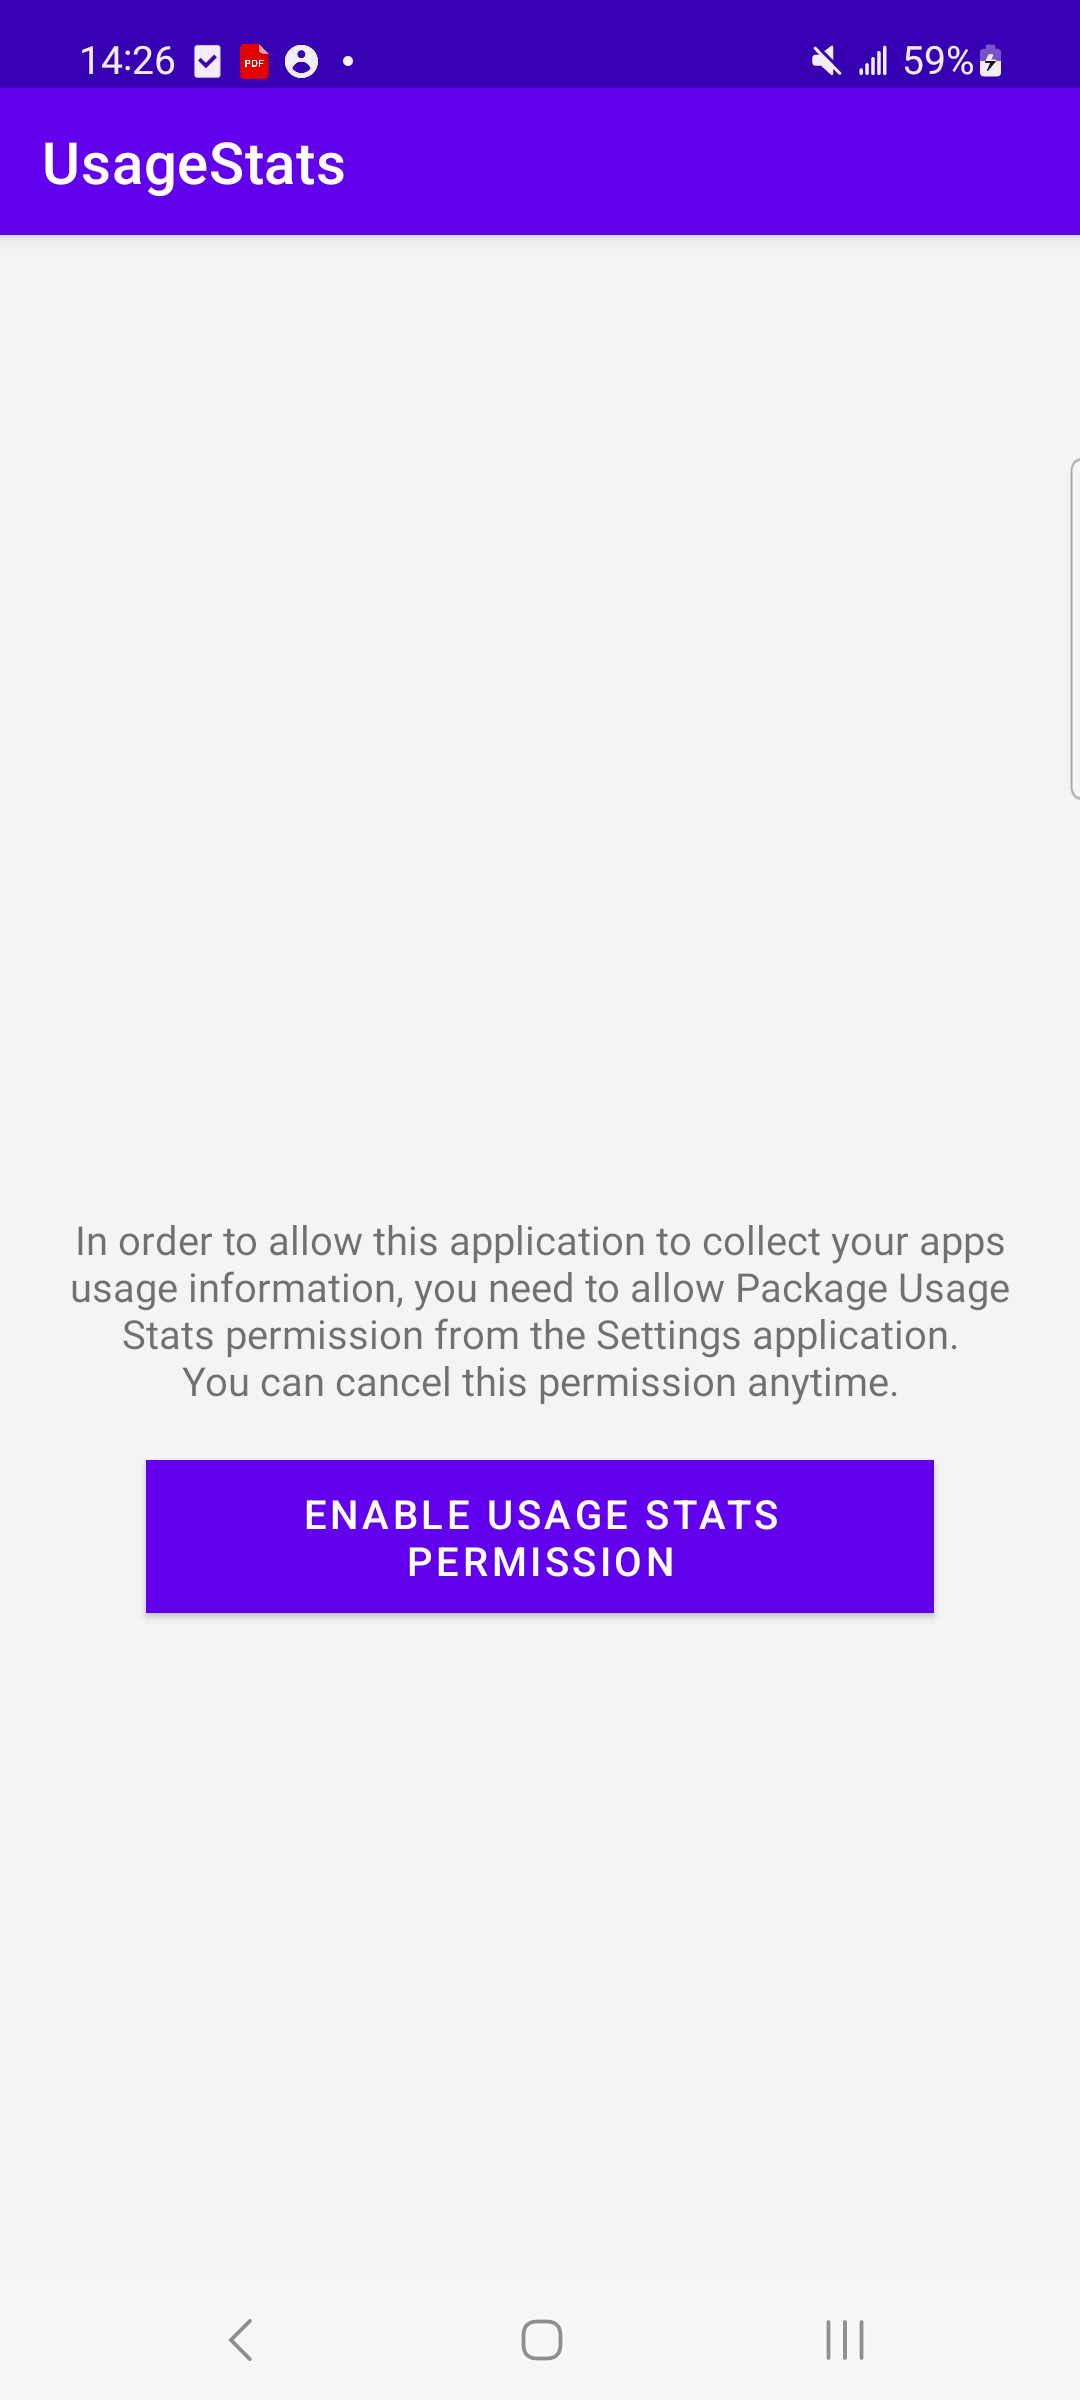 14:26 PDF 59%
UsageStats
In order to allow this application to collect your apps
usage information, you need to allow Package Usage
Stats permission from the Settings application.
You can cancel this permission anytime.
ENABLE USAGE STATS
PERMISSION